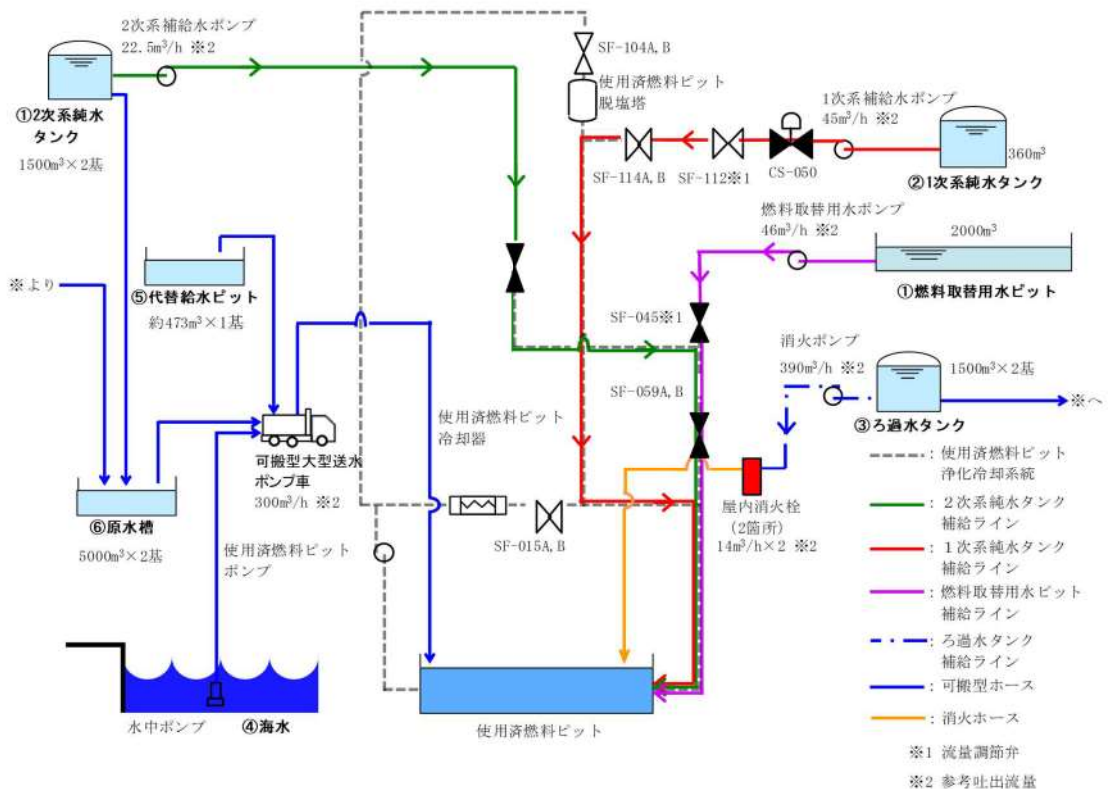 2次系補給水ポンプ
22.5m³/h ※2
①2次系純水
タンク
1500m³×2基
SF-104A,B
使用済燃料ピット
脱塩塔
1次系補給水ポンプ
45m³/h ※2
360m³
SF-114A,B
SF-112※1
CS-050
②1次系純水タンク
燃料取替用水ポンプ
46m³/h ※2
2000m³
①燃料取替用水ピット
※より
⑤代替給水ピット
約473m³×1基
SF-045※1
消火ポンプ
390m³/h ※2
1500m³×2基
※へ
③ろ過水タンク
SF-059A,B
使用済燃料ピット
冷却器
可搬型大型送水
ポンプ車
300m³/h ※2
⑥原水槽
5000m³×2基
使用済燃料ピット
ポンプ
SF-015A,B
屋内消火栓
(2箇所)
14m³/h×2 ※2
水中ポンプ
④海水
使用済燃料ピット
:使用済燃料ピット
浄化冷却系統
:2次系純水タンク
補給ライン
:1次系純水タンク
補給ライン
:燃料取替用水ピット
補給ライン
:ろ過水タンク
補給ライン
:可搬型ホース
:消火ホース
※1 流量調節弁
※2 参考吐出流量